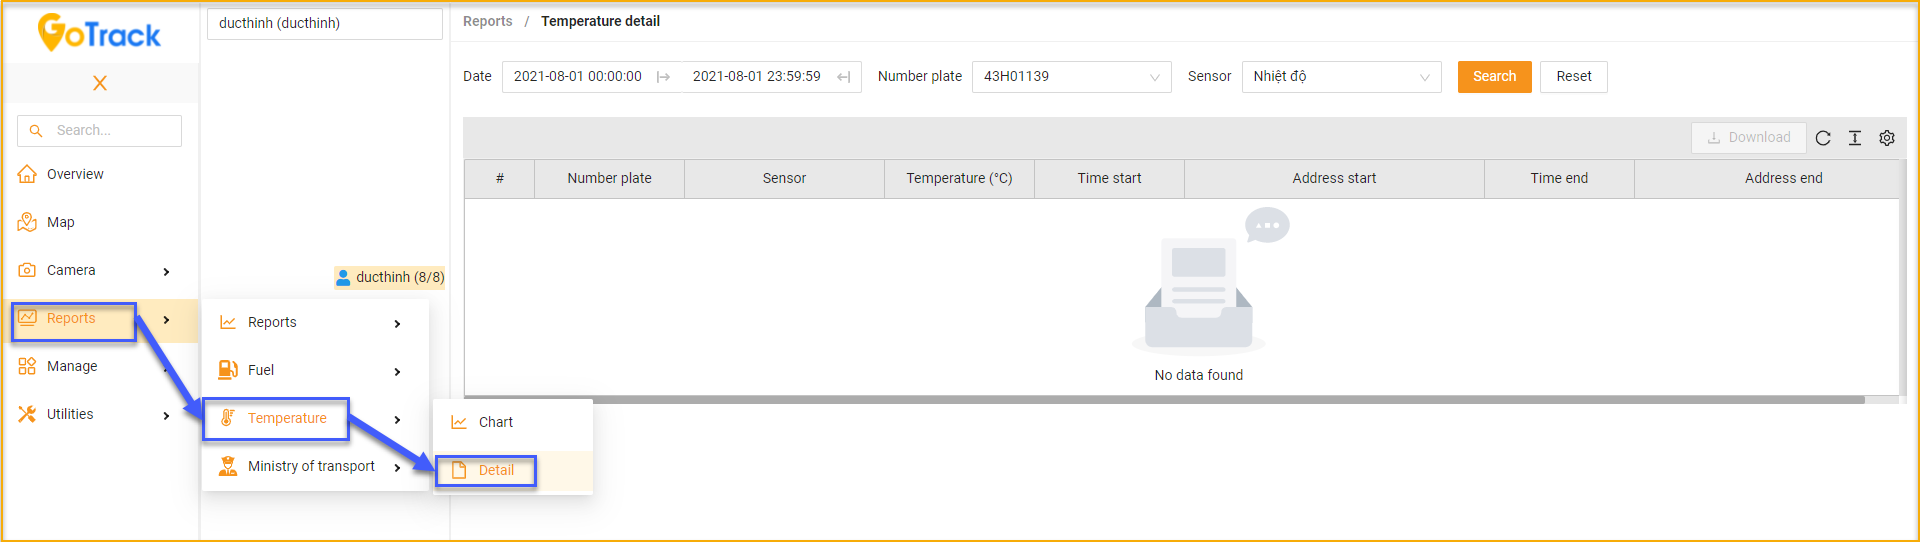 GoTrack
X
Search...
Overview
Map
Camera
Reports
Manage
Utilities
ducthinh (ducthinh)
ducthinh (8/8)
Reports
Fuel
Temperature
Ministry of transport
Chart
Detail
Reports / Temperature detail
Date 2021-08-01 00:00:00 2021-08-01 23:59:59 Number plate 43H01139 Sensor Nhiệt độ Search Reset
Download
# Number plate Sensor Temperature (°C) Time start Address start Time end Address end
No data found